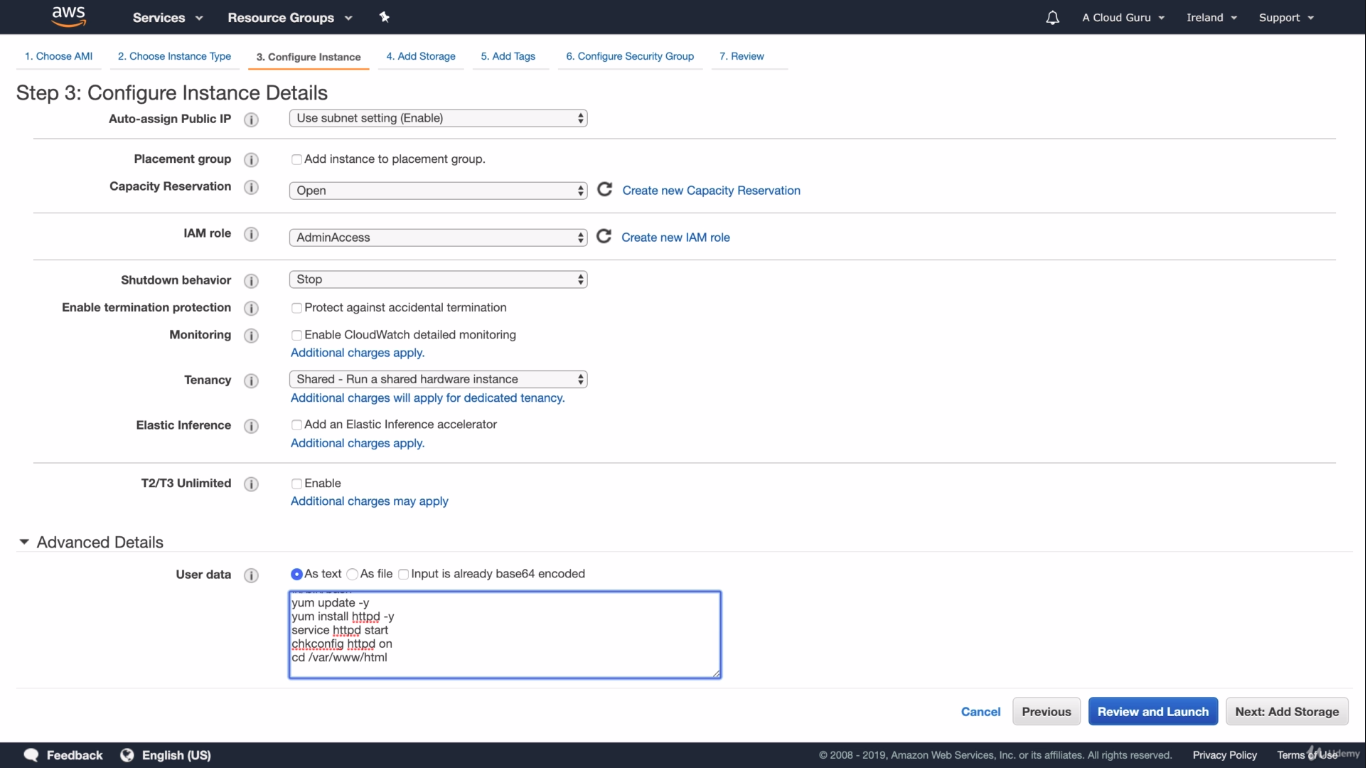 aws Services Resource Groups A Cloud Guru Ireland Support
1. Choose AMI 2. Choose Instance Type 3. Configure Instance 4. Add Storage 5. Add Tags 6. Configure Security Group 7. Review
Step 3: Configure Instance Details
Auto-assign Public IP i Use subnet setting (Enable)
Placement group i Add instance to placement group.
Capacity Reservation i Open Create new Capacity Reservation
IAM role i AdminAccess Create new IAM role
Shutdown behavior i Stop
Enable termination protection i Protect against accidental termination
Monitoring i Enable CloudWatch detailed monitoring
Additional charges apply.
Tenancy i Shared - Run a shared hardware instance
Additional charges will apply for dedicated tenancy.
Elastic Inference i Add an Elastic Inference accelerator
Additional charges apply.
T2/T3 Unlimited i Enable
Additional charges may apply
Advanced Details
User data i As text As file Input is already base64 encoded
yum update -y
yum install httpd -y
service httpd start
chkconfig httpd on
cd /var/www/html
Cancel Previous Review and Launch Next: Add Storage
Feedback English (US) © 2008 - 2019, Amazon Web Services, Inc. or its affiliates. All rights reserved. Privacy Policy Terms of Use
Udemy